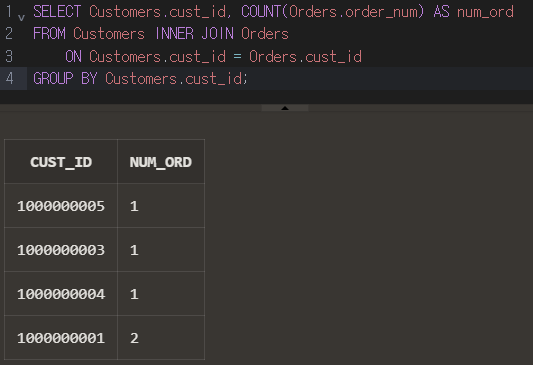 1 SELECT Customers.cust_id, COUNT(Orders.order_num) AS num_ord
2 FROM Customers INNER JOIN Orders
3     ON Customers.cust_id = Orders.cust_id
4 GROUP BY Customers.cust_id;
CUST_ID NUM_ORD
1000000005 1
1000000003 1
1000000004 1
1000000001 2